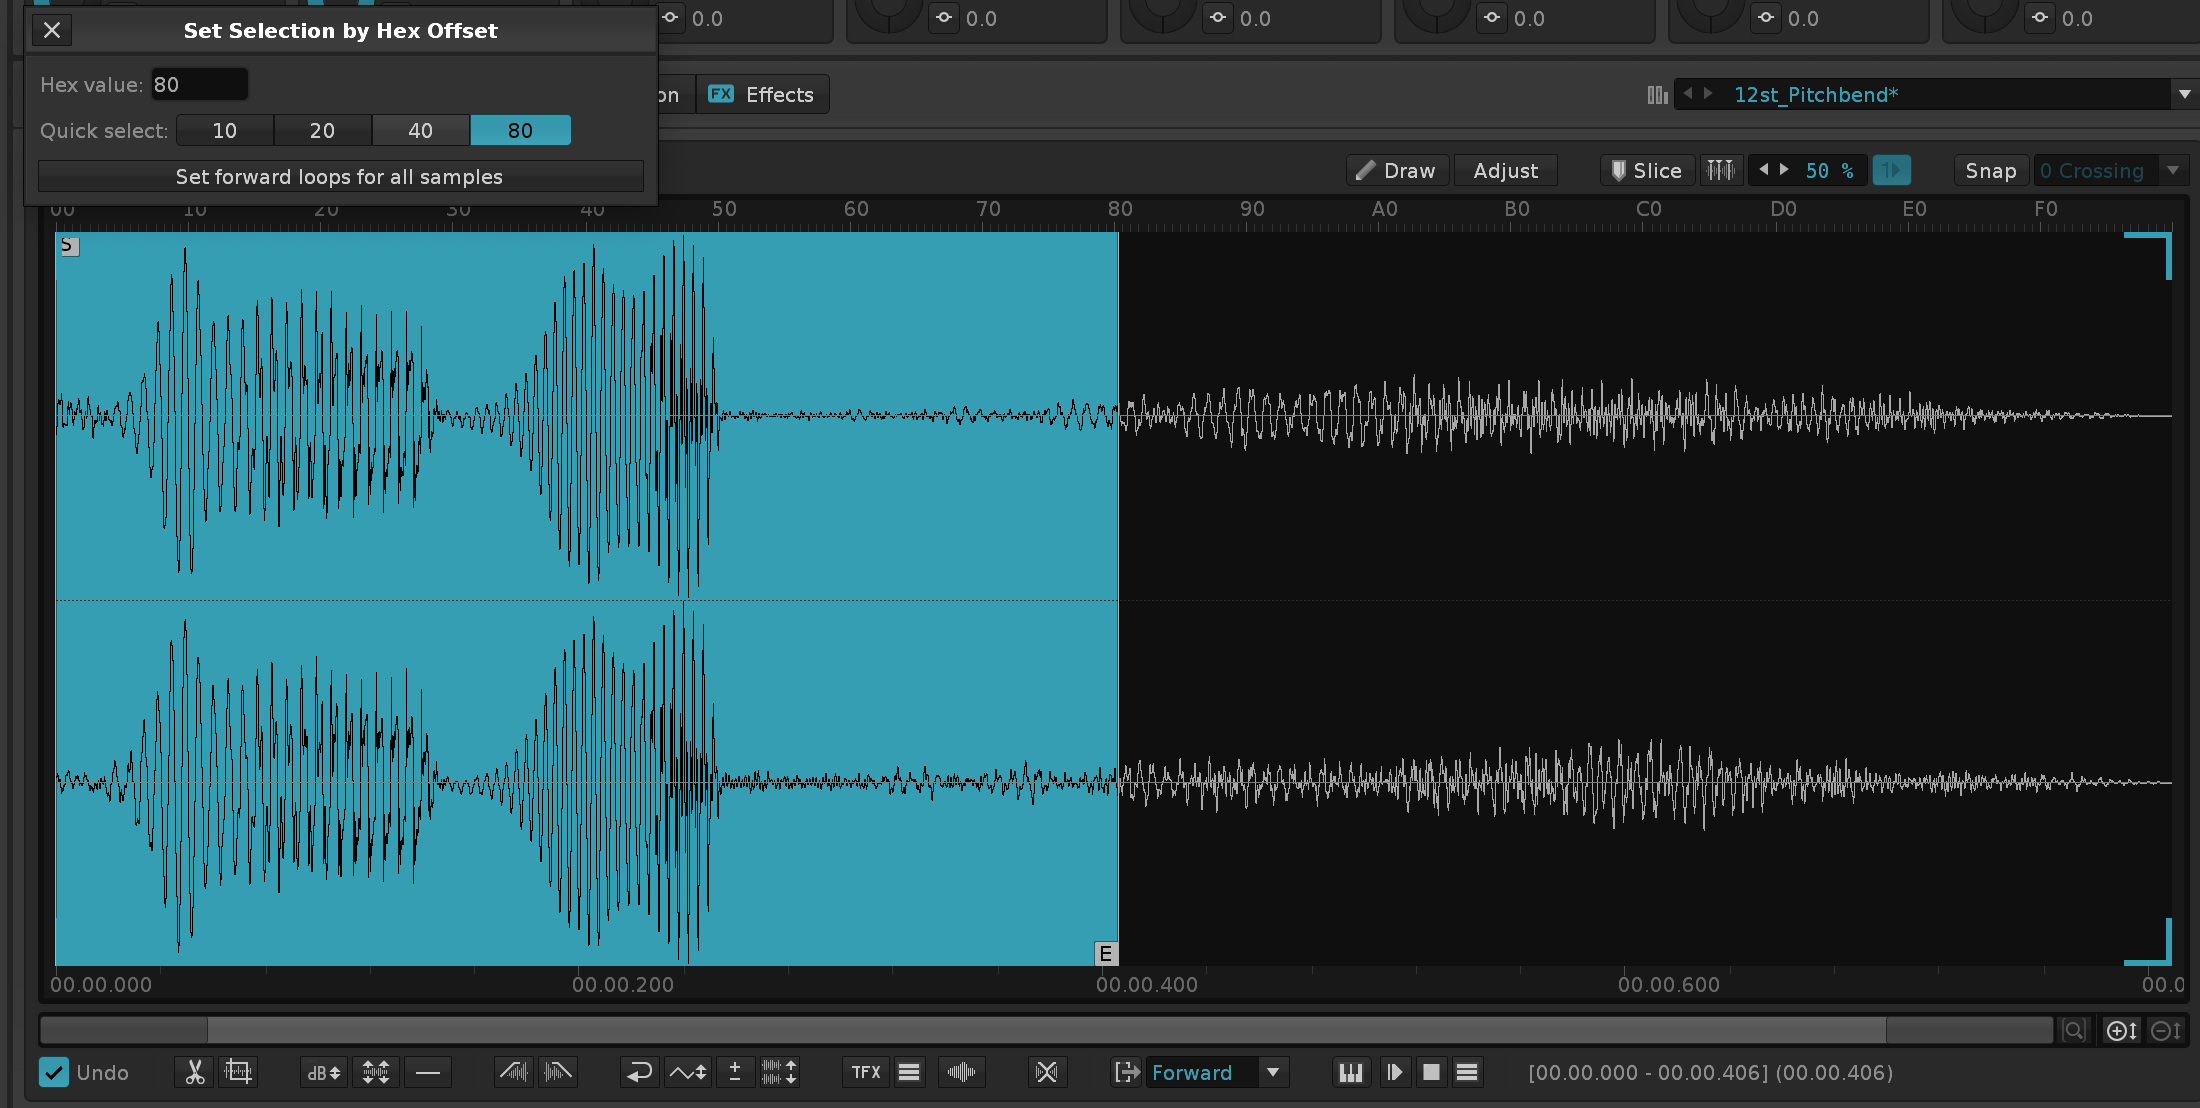 Set Selection by Hex Offset
0.0 0.0 0.0 0.0 0.0 0.0
Hex value: 80
on FX Effects 12st_Pitchbend*
Quick select: 10 20 40 80
Set forward loops for all samples
Draw Adjust Slice 50 % Snap 0 Crossing
00 10 20 30 40 50 60 70 80 90 A0 B0 C0 D0 E0 F0
S
E
00.00.000 00.00.200 00.00.400 00.00.600 00.0
Undo dB TFX Forward [00.00.000 - 00.00.406] (00.00.406)